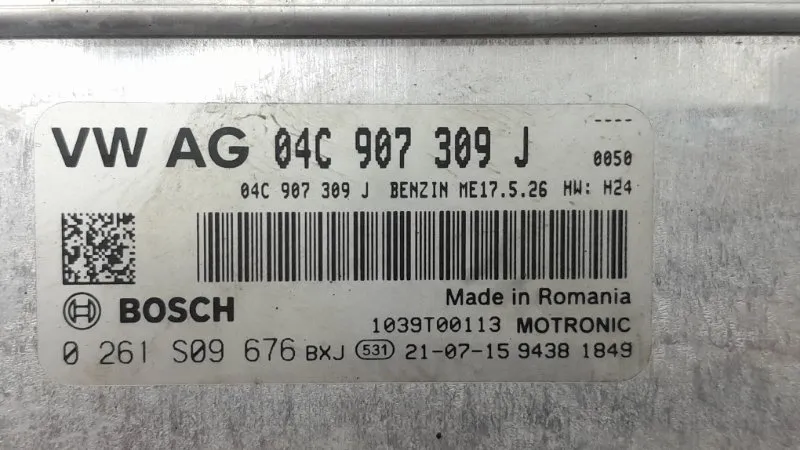 ----
VW AG 04C 907 309 J 0050
04C 907 309 J BENZIN ME17.5.26 HW: H24
BOSCH Made in Romania
1039T00113 MOTRONIC
0 261 S09 676 BXJ 531 21-07-15 9438 1849